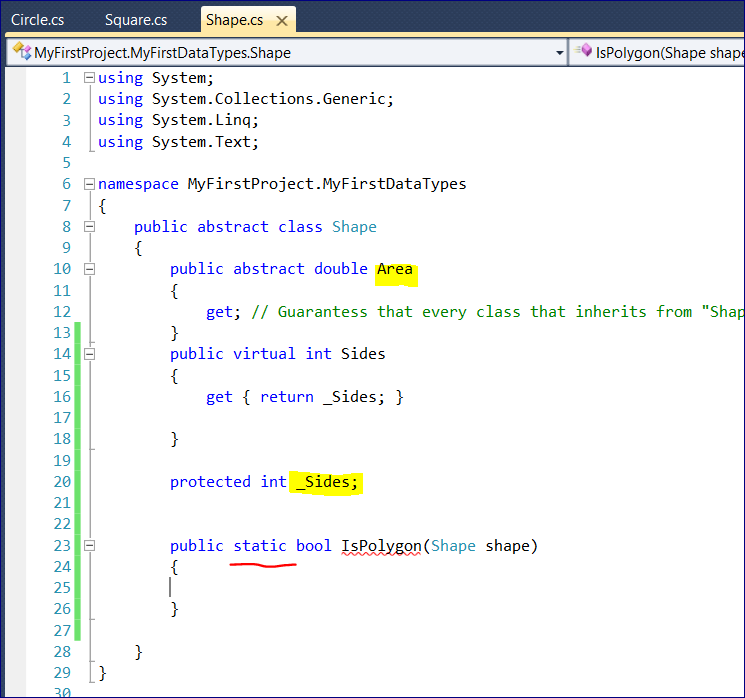 Circle.cs Square.cs Shape.cs
MyFirstProject.MyFirstDataTypes.Shape IsPolygon(Shape shape
1 using System;
2 using System.Collections.Generic;
3 using System.Linq;
4 using System.Text;
5
6 namespace MyFirstProject.MyFirstDataTypes
7 {
8 public abstract class Shape
9 {
10 public abstract double Area
11 {
12 get; // Guarantess that every class that inherits from "Shap
13 }
14 public virtual int Sides
15 {
16 get { return _Sides; }
17
18 }
19
20 protected int _Sides;
21
22
23 public static bool IsPolygon(Shape shape)
24 {
25
26 }
27
28 }
29 }
30